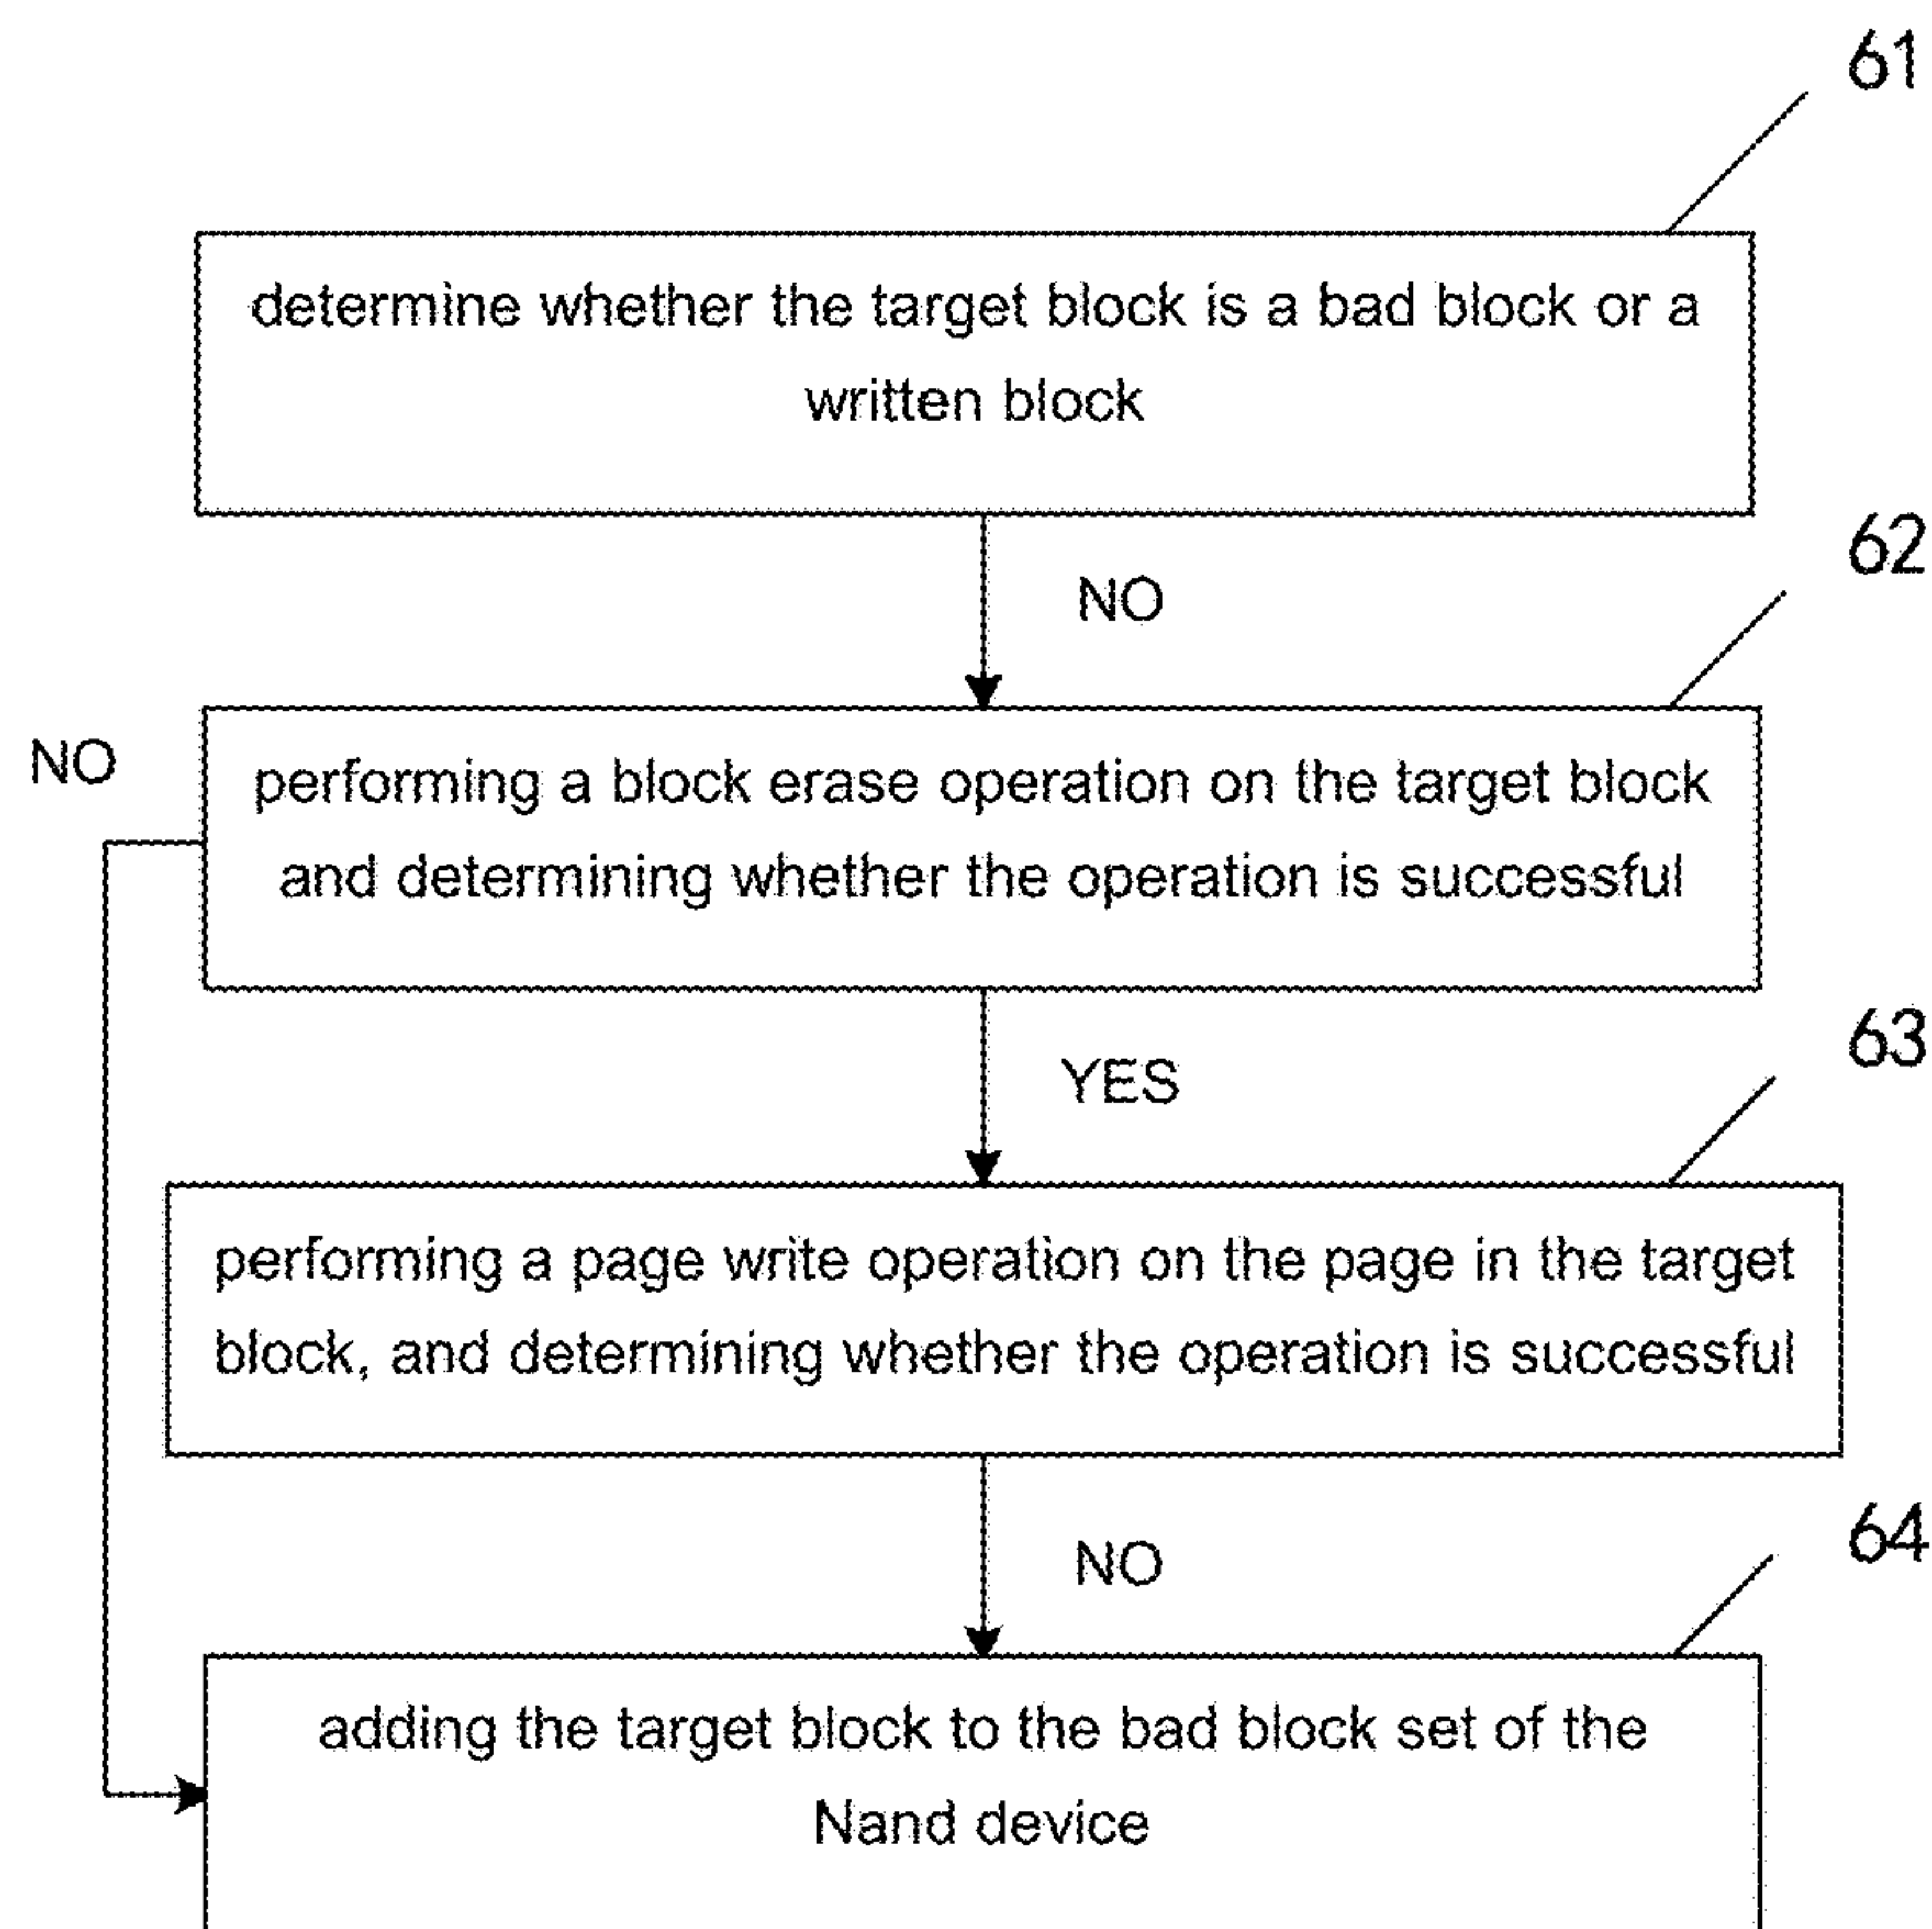 61
determine whether the target block is a bad block or a
written block
NO
62
NO
performing a block erase operation on the target block
and determining whether the operation is successful
YES
63
performing a page write operation on the page in the target
block, and determining whether the operation is successful
NO
64
adding the target block to the bad block set of the
Nand device